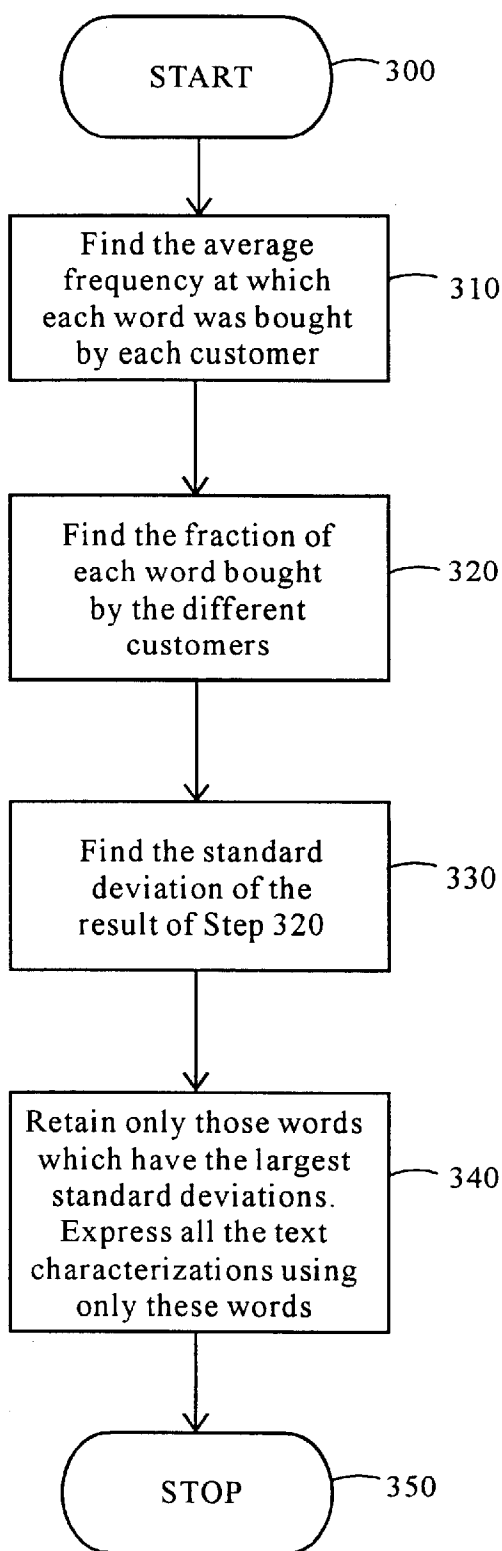 START
300
Find the average
frequency at which
each word was bought
by each customer
310
Find the fraction of
each word bought
by the different
customers
320
Find the standard
deviation of the
result of Step 320
330
Retain only those words
which have the largest
standard deviations.
Express all the text
characterizations using
only these words
340
STOP
350